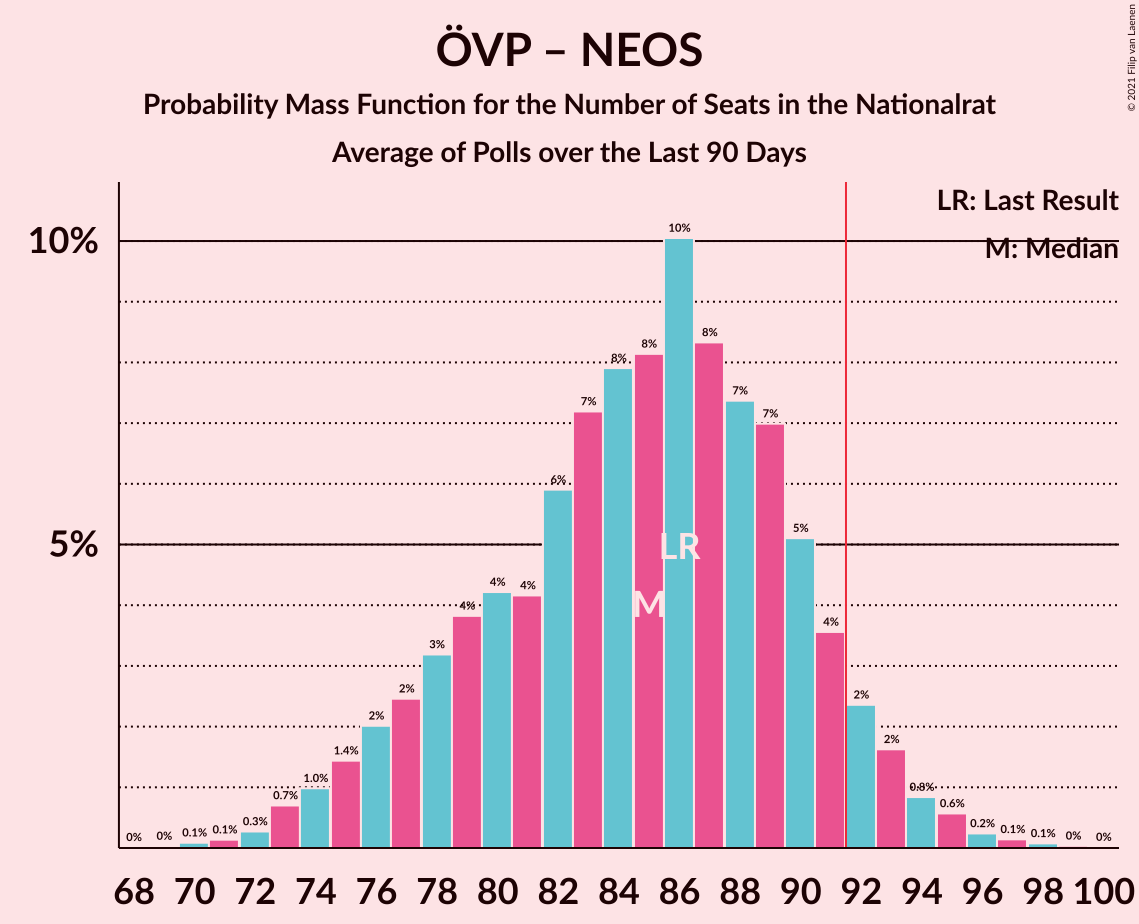 ÖVP – NEOS
Probability Mass Function for the Number of Seats in the Nationalrat
Average of Polls over the Last 90 Days
© 2021 Filip van Laenen
LR: Last Result
M: Median
10%
5%
0% 0% 0.1% 0.1% 0.3% 0.7% 1.0% 1.4% 2% 2% 3% 4% 4% 4% 6% 7% 8% 8% 10% 8% 7% 7% 5% 4% 2% 2% 0.8% 0.6% 0.2% 0.1% 0.1% 0% 0%
LR
M
68 70 72 74 76 78 80 82 84 86 88 90 92 94 96 98 100